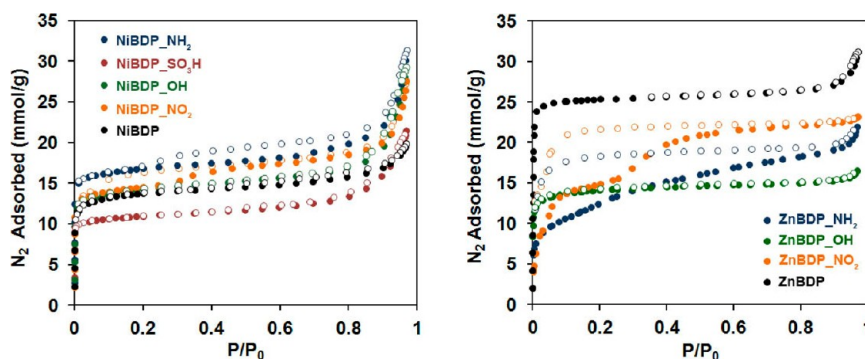 35
30
25
20
15
10
5
0
N₂ Adsorbed (mmol/g)
NiBDP_NH₂
NiBDP_SO₃H
NiBDP_OH
NiBDP_NO₂
NiBDP
0 0.2 0.4 0.6 0.8 1
P/P₀
35
30
25
20
15
10
5
0
N₂ Adsorbed (mmol/g)
ZnBDP_NH₂
ZnBDP_OH
ZnBDP_NO₂
ZnBDP
0 0.2 0.4 0.6 0.8 1
P/P₀